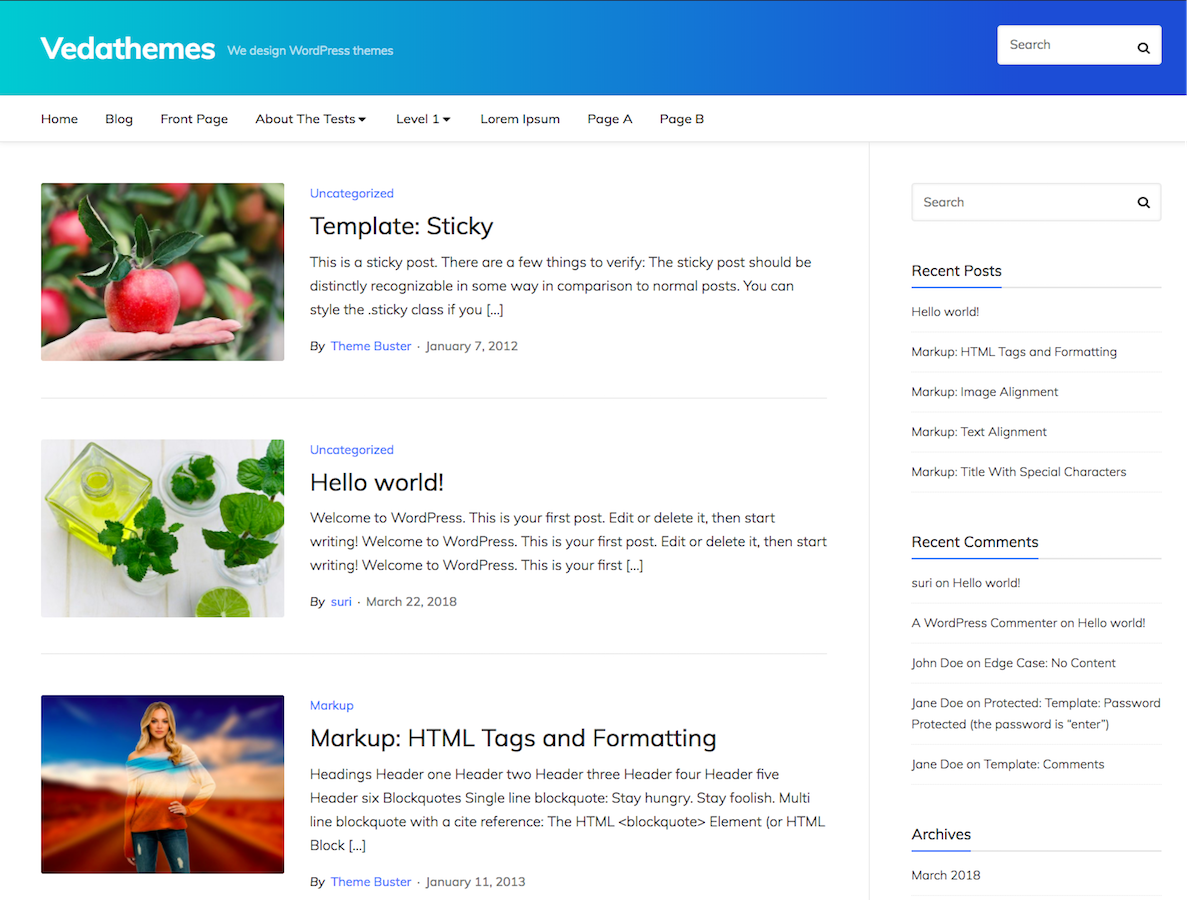 Vedathemes
We design WordPress themes
Search
Home
Blog
Front Page
About The Tests
Level 1
Lorem Ipsum
Page A
Page B
Uncategorized
Template: Sticky
This is a sticky post. There are a few things to verify: The sticky post should be
distinctly recognizable in some way in comparison to normal posts. You can
style the .sticky class if you [...]
By Theme Buster · January 7, 2012
Uncategorized
Hello world!
Welcome to WordPress. This is your first post. Edit or delete it, then start
writing! Welcome to WordPress. This is your first post. Edit or delete it, then start
writing! Welcome to WordPress. This is your first [...]
By suri · March 22, 2018
Markup
Markup: HTML Tags and Formatting
Headings Header one Header two Header three Header four Header five
Header six Blockquotes Single line blockquote: Stay hungry. Stay foolish. Multi
line blockquote with a cite reference: The HTML <blockquote> Element (or HTML
Block [...]
By Theme Buster · January 11, 2013
Search
Recent Posts
Hello world!
Markup: HTML Tags and Formatting
Markup: Image Alignment
Markup: Text Alignment
Markup: Title With Special Characters
Recent Comments
suri on Hello world!
A WordPress Commenter on Hello world!
John Doe on Edge Case: No Content
Jane Doe on Protected: Template: Password
Protected (the password is “enter”)
Jane Doe on Template: Comments
Archives
March 2018